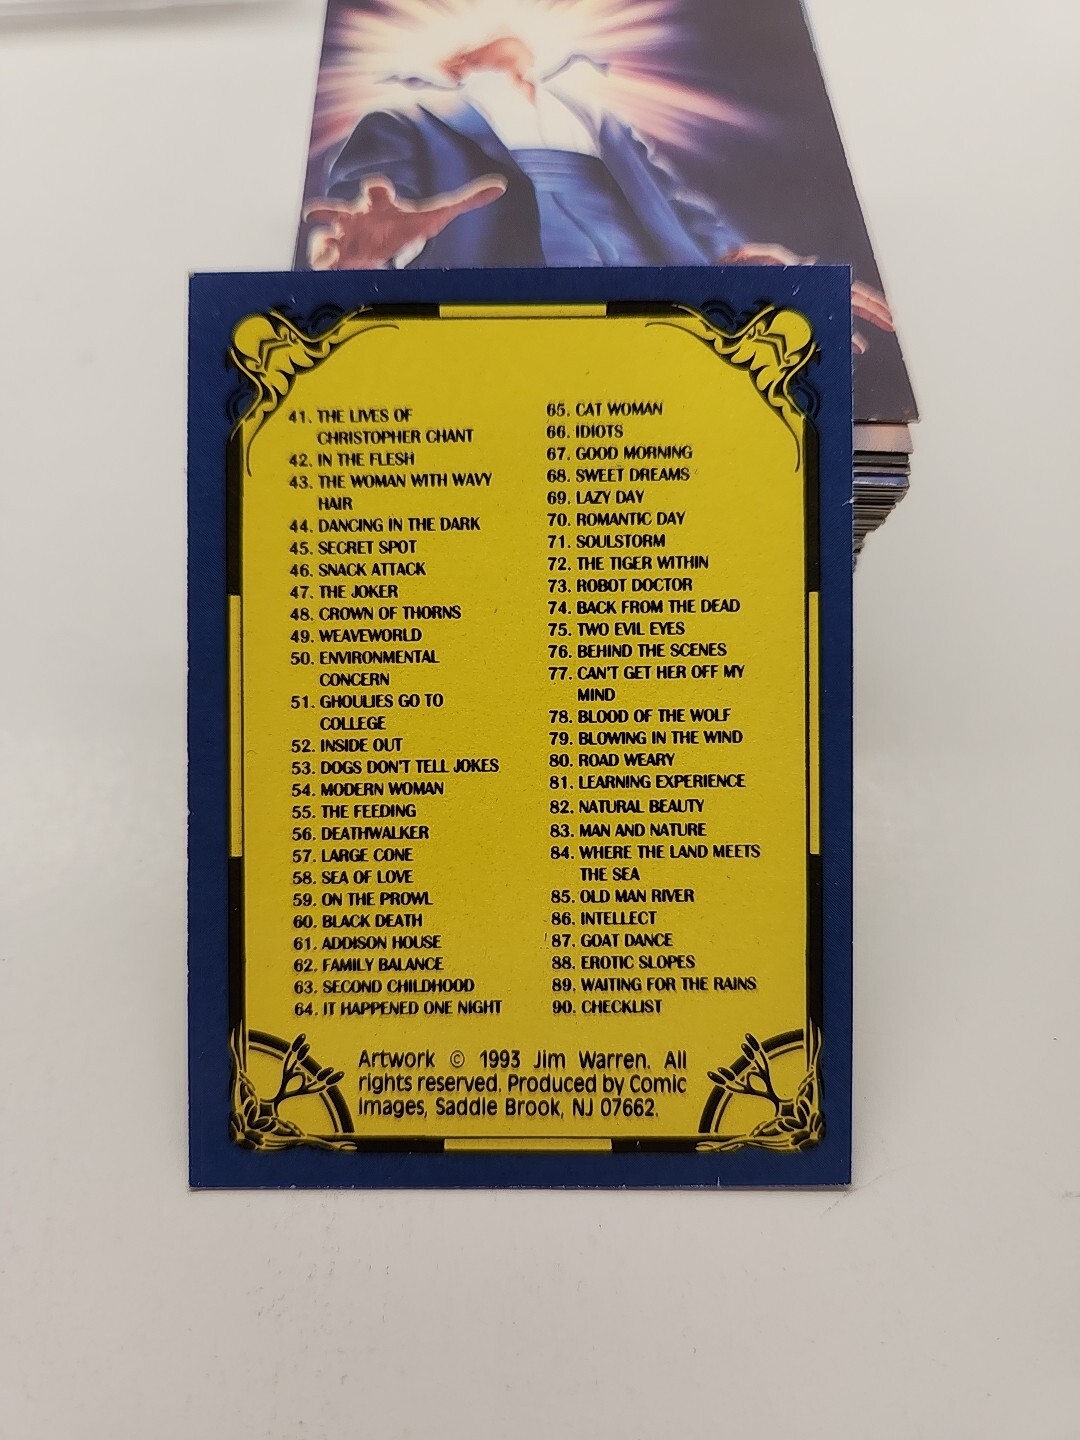 41. THE LIVES OF
CHRISTOPHER CHANT
42. IN THE FLESH
43. THE WOMAN WITH WAVY
HAIR
44. DANCING IN THE DARK
45. SECRET SPOT
46. SNACK ATTACK
47. THE JOKER
48. CROWN OF THORNS
49. WEAVEWORLD
50. ENVIRONMENTAL
CONCERN
51. GHOULIES GO TO
COLLEGE
52. INSIDE OUT
53. DOGS DON'T TELL JOKES
54. MODERN WOMAN
55. THE FEEDING
56. DEATHWALKER
57. LARGE CONE
58. SEA OF LOVE
59. ON THE PROWL
60. BLACK DEATH
61. ADDISON HOUSE
62. FAMILY BALANCE
63. SECOND CHILDHOOD
64. IT HAPPENED ONE NIGHT
65. CAT WOMAN
66. IDIOTS
67. GOOD MORNING
68. SWEET DREAMS
69. LAZY DAY
70. ROMANTIC DAY
71. SOULSTORM
72. THE TIGER WITHIN
73. ROBOT DOCTOR
74. BACK FROM THE DEAD
75. TWO EVIL EYES
76. BEHIND THE SCENES
77. CAN'T GET HER OFF MY
MIND
78. BLOOD OF THE WOLF
79. BLOWING IN THE WIND
80. ROAD WEARY
81. LEARNING EXPERIENCE
82. NATURAL BEAUTY
83. MAN AND NATURE
84. WHERE THE LAND MEETS
THE SEA
85. OLD MAN RIVER
86. INTELLECT
87. GOAT DANCE
88. EROTIC SLOPES
89. WAITING FOR THE RAINS
90. CHECKLIST
Artwork © 1993 Jim Warren. All
rights reserved. Produced by Comic
Images, Saddle Brook, NJ 07662.